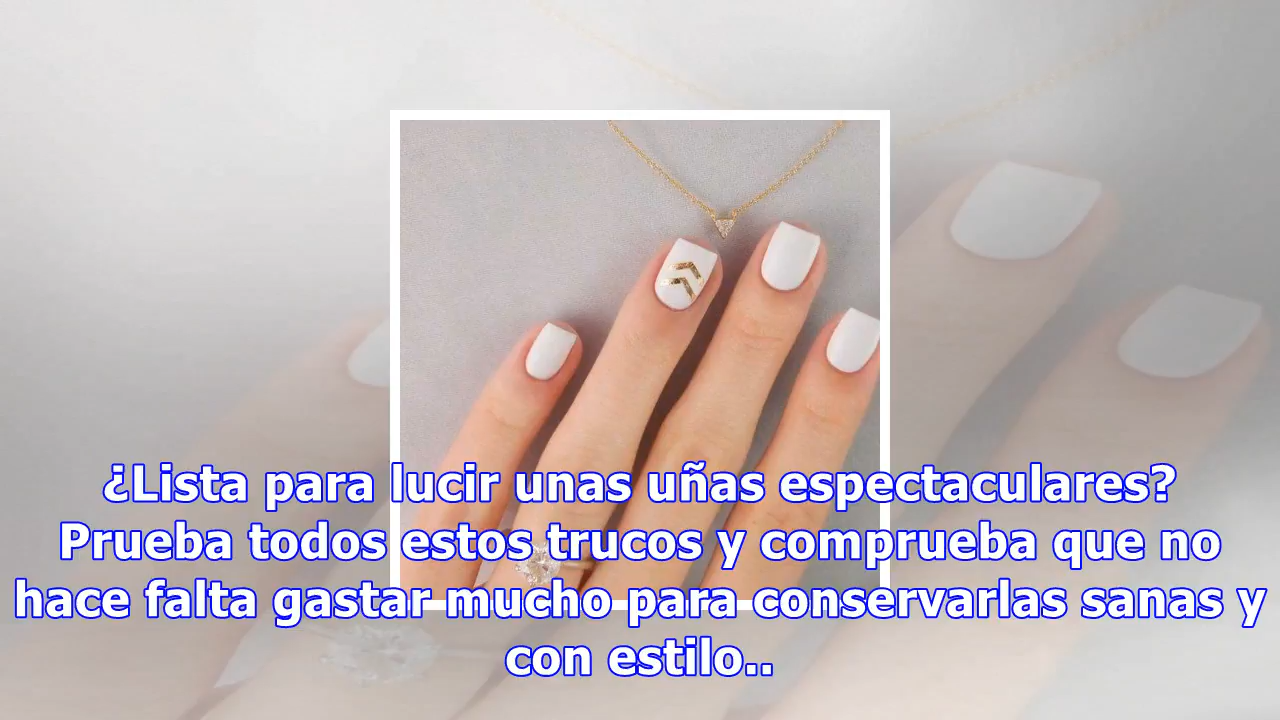 ¿Lista para lucir unas uñas espectaculares?
Prueba todos estos trucos y comprueba que no
hace falta gastar mucho para conservarlas sanas y
con estilo..